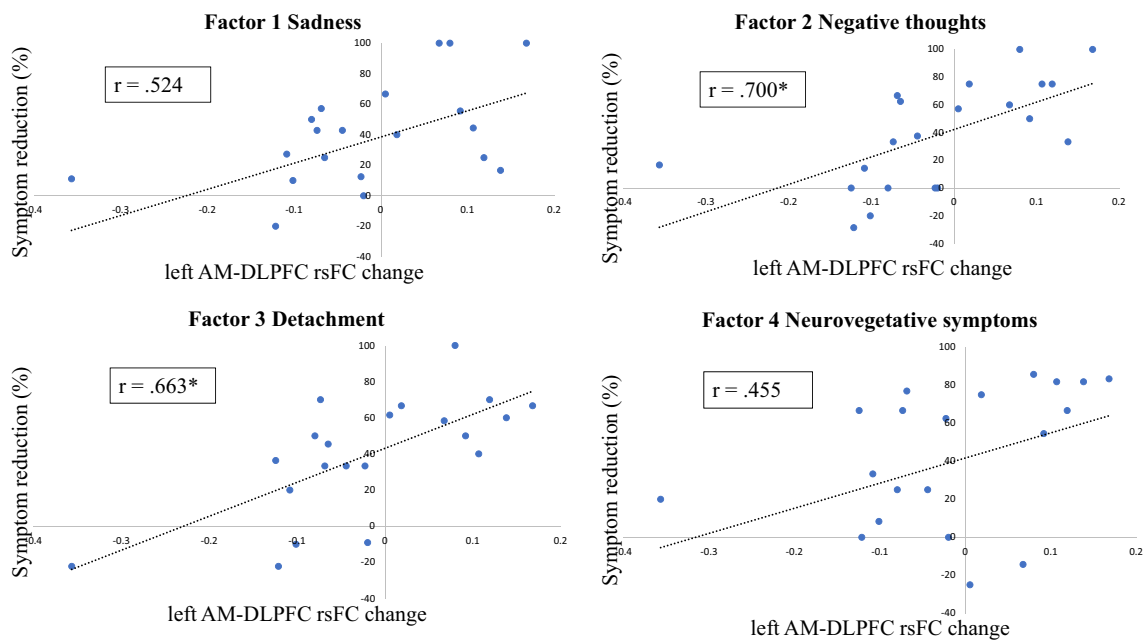 Factor 1 Sadness
Symptom reduction (%)
r = .524
100
80
60
40
20
0
-20
-40
0.4 -0.3 -0.2 -0.1 0 0.1 0.2
left AM-DLPFC rsFC change
Factor 2 Negative thoughts
Symptom reduction (%)
r = .700*
100
80
60
40
20
0
-20
-40
0.4 -0.3 -0.2 -0.1 0 0.1 0.2
left AM-DLPFC rsFC change
Factor 3 Detachment
Symptom reduction (%)
r = .663*
100
80
60
40
20
0
-20
-40
0.4 -0.3 -0.2 -0.1 0 0.1 0.2
left AM-DLPFC rsFC change
Factor 4 Neurovegetative symptoms
Symptom reduction (%)
r = .455
100
80
60
40
20
0
-20
-40
0.4 -0.3 -0.2 -0.1 0 0.1 0.2
left AM-DLPFC rsFC change